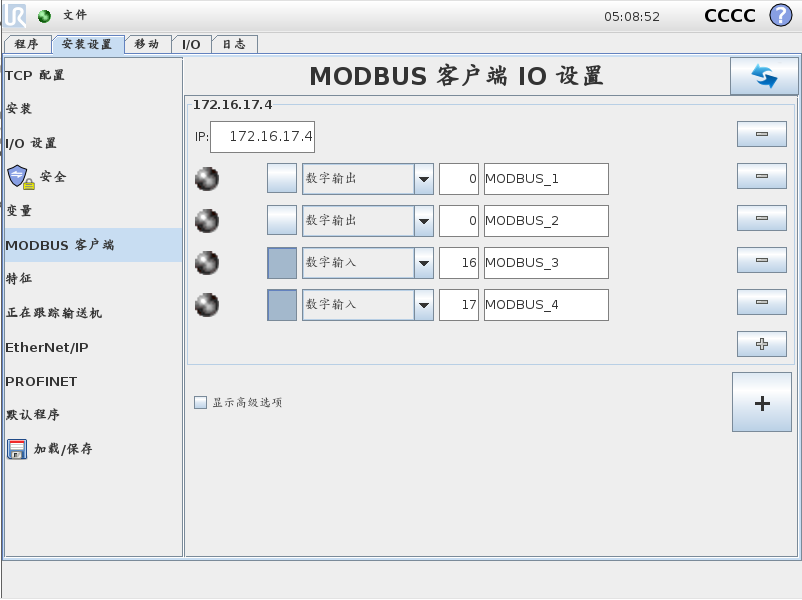 UR 文件 05:08:52 CCCC ?
程序 安装设置 移动 I/O 日志
TCP 配置
安装
I/O 设置
安全
变量
MODBUS 客户端
特征
正在跟踪输送机
EtherNet/IP
PROFINET
默认程序
加载/保存
MODBUS 客户端 IO 设置
172.16.17.4
IP: 172.16.17.4
数字输出 0 MODBUS_1
数字输出 0 MODBUS_2
数字输入 16 MODBUS_3
数字输入 17 MODBUS_4
显示高级选项